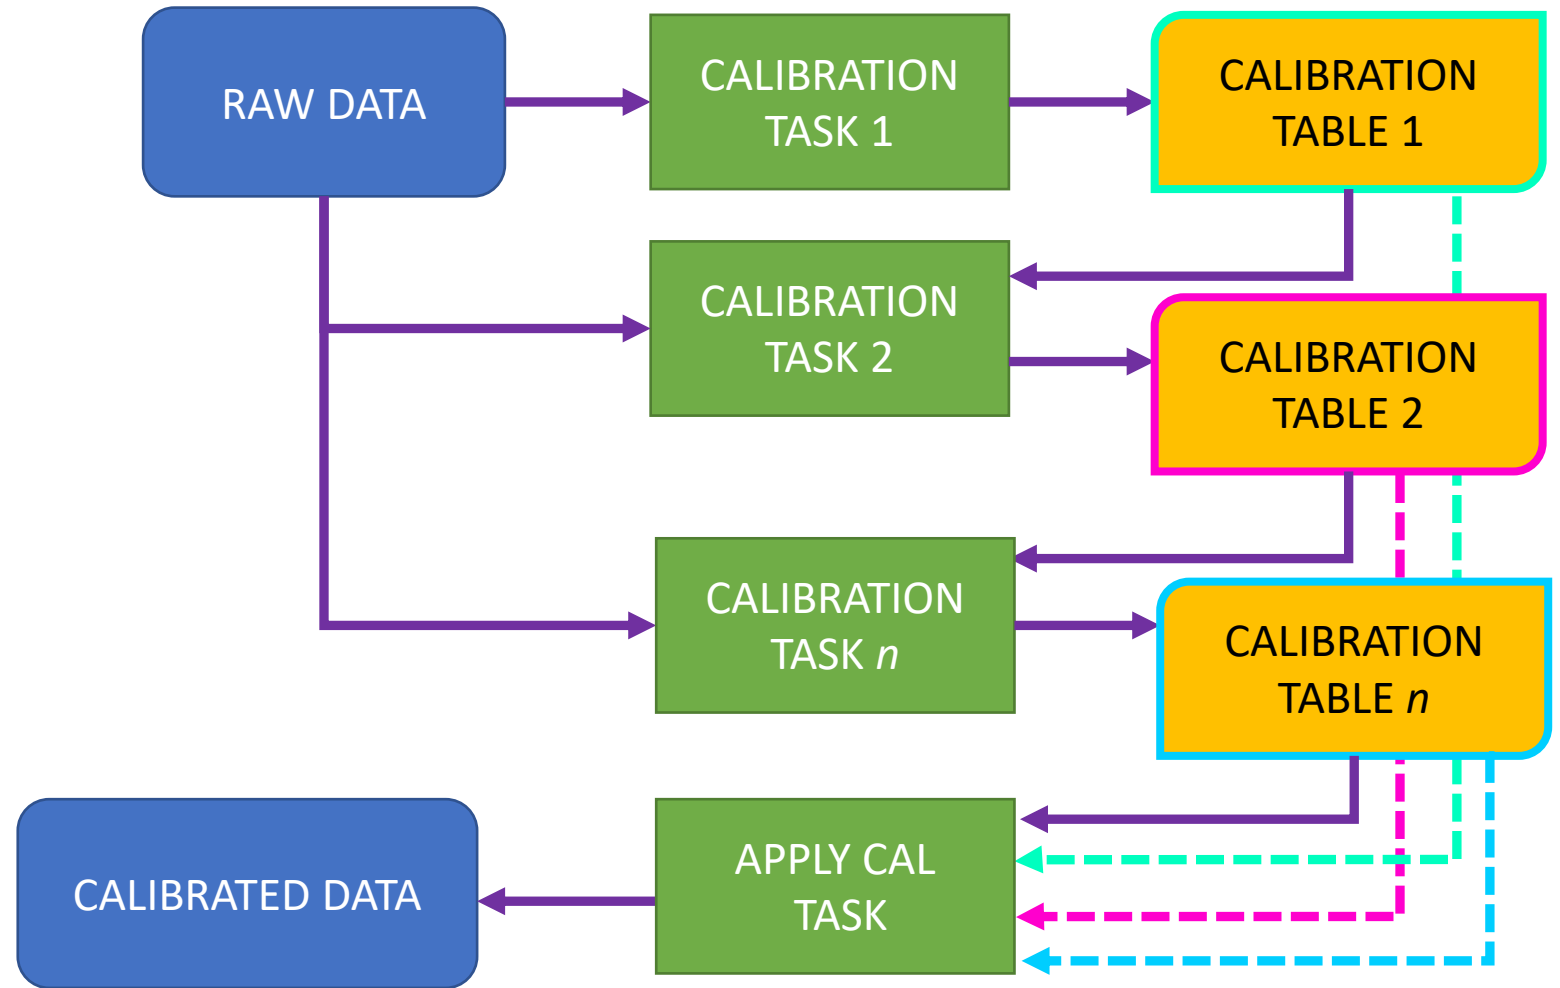 RAW DATA
CALIBRATION
TASK 1
CALIBRATION
TABLE 1
CALIBRATION
TASK 2
CALIBRATION
TABLE 2
CALIBRATION
TASK n
CALIBRATION
TABLE n
CALIBRATED DATA
APPLY CAL
TASK